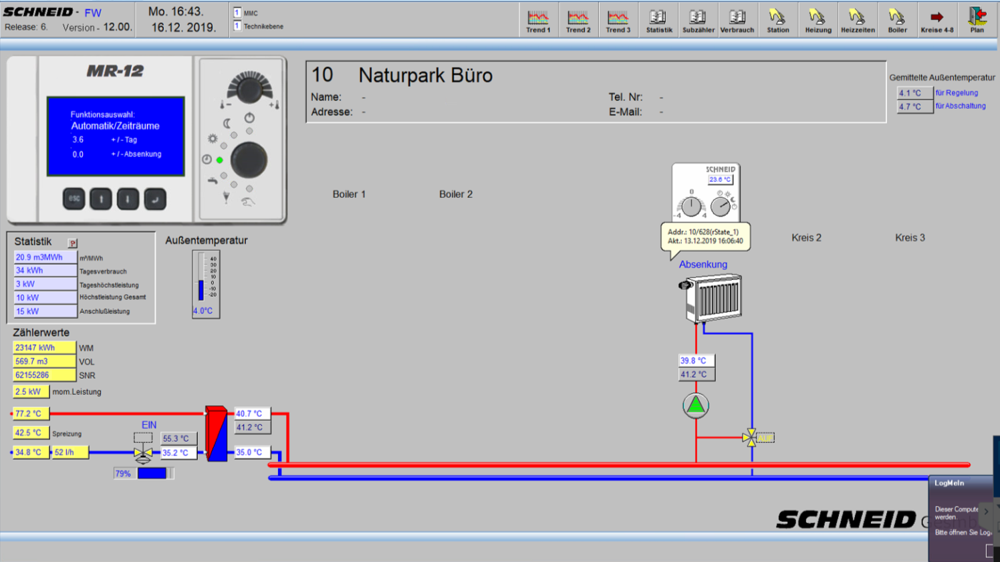 SCHNEID - FW
Release: 6. Version - 12.00.
Mo. 16:43.
16.12. 2019.
1 MMC
1 Technikebene
Trend 1
Trend 2
Trend 3
Statistik
Subzähler
Verbrauch
Station
Heizung
Heizzeiten
Boiler
Kreise 4-8
Plan
MR-12
Funktionsauswahl:
Automatik/Zeiträume
3.6 + / - Tag
0.0 + / - Absenkung
esc
10 Naturpark Büro
Name: -
Tel. Nr: -
Adresse: -
E-Mail: -
Gemittelte Außentemperatur
4.1 °C für Regelung
4.7 °C für Abschaltung
Boiler 1
Boiler 2
SCHNEID
23.6 °C
0
-4 4
Addr.: 10/628(rState_1)
Akt.: 13.12.2019 16:06:40
Kreis 2
Kreis 3
Absenkung
Statistik ?
20.9 m3MWh m³/MWh
34 kWh Tagesverbrauch
3 kW Tageshöchstleistung
10 kW Höchstleistung Gesamt
15 kW Anschlußleistung
Außentemperatur
40
30
20
10
0
-10
-20
4.0°C
Zählerwerte
23147 kWh WM
569.7 m3 VOL
62155286 SNR
2.5 kW mom.Leistung
77.2 °C
42.5 °C Spreizung
34.8 °C 52 l/h
EIN
55.3 °C
35.2 °C
79%
40.7 °C
41.2 °C
35.0 °C
39.8 °C
41.2 °C
AUF
SCHNEID
LogMeIn
Dieser Compute
werden.
Bitte öffnen Sie Log